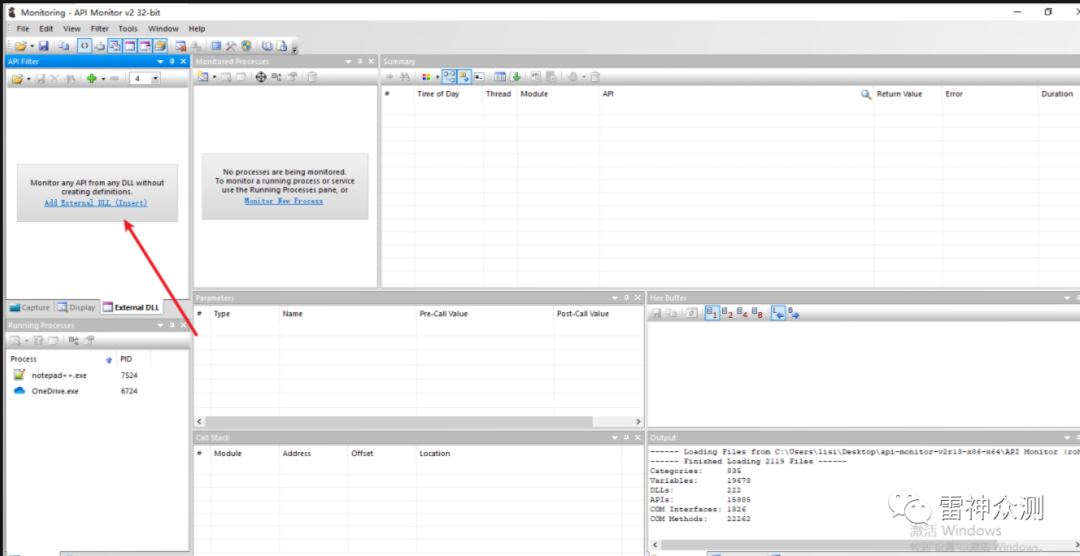 Monitoring - API Monitor v2 32-bit
File Edit View Filter Tools Window Help
API Filter
Monitored Processes
Summary
4
# Time of Day Thread Module API Return Value Error Duration
Monitor any API from any DLL without
creating definitions.
Add External DLL (Insert)
No processes are being monitored.
To monitor a running process or service
use the Running Processes pane, or
Monitor New Process
Capture Display External DLL
Parameters
Hex Buffer
# Type Name Pre-Call Value Post-Call Value
Running Processes
Process PID
notepad++.exe 7524
OneDrive.exe 6724
Call Stack
# Module Address Offset Location
Output
------ Loading Files from C:\Users\lisi\Desktop\api-monitor-v2r13-x86-x64\API Monitor (roh
------ Finished Loading 2119 Files ------
Categories: 835
Variables: 19678
DLLs: 222
APIs: 15885
COM Interfaces: 1826
COM Methods: 22262
雷神众测
激活 Windows
转到"设置"以激活 Windows。